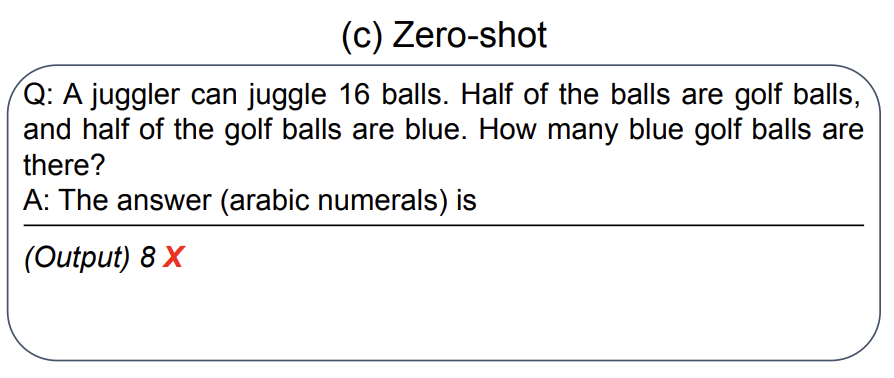 (c) Zero-shot
Q: A juggler can juggle 16 balls. Half of the balls are golf balls,
and half of the golf balls are blue. How many blue golf balls are
there?
A: The answer (arabic numerals) is
(Output) 8 X